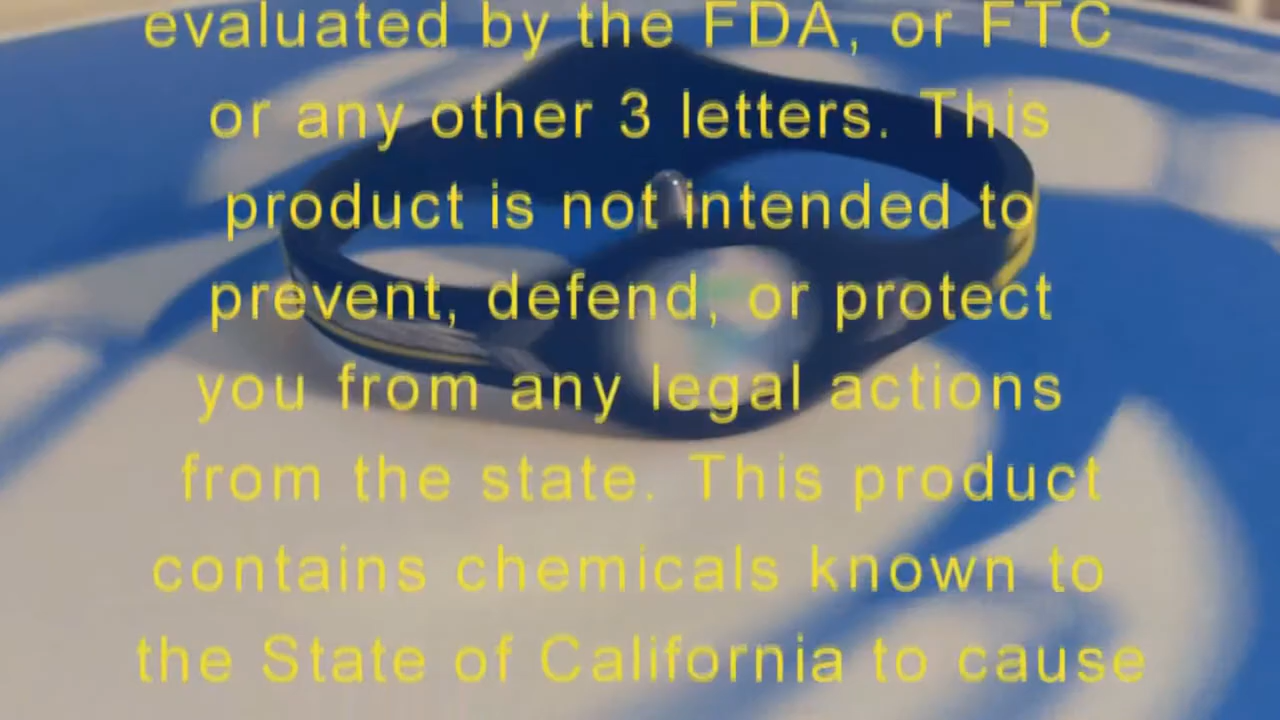 evaluated by the FDA, or FTC
or any other 3 letters. This
product is not intended to
prevent, defend, or protect
you from any legal actions
from the state. This product
contains chemicals known to
the State of California to cause